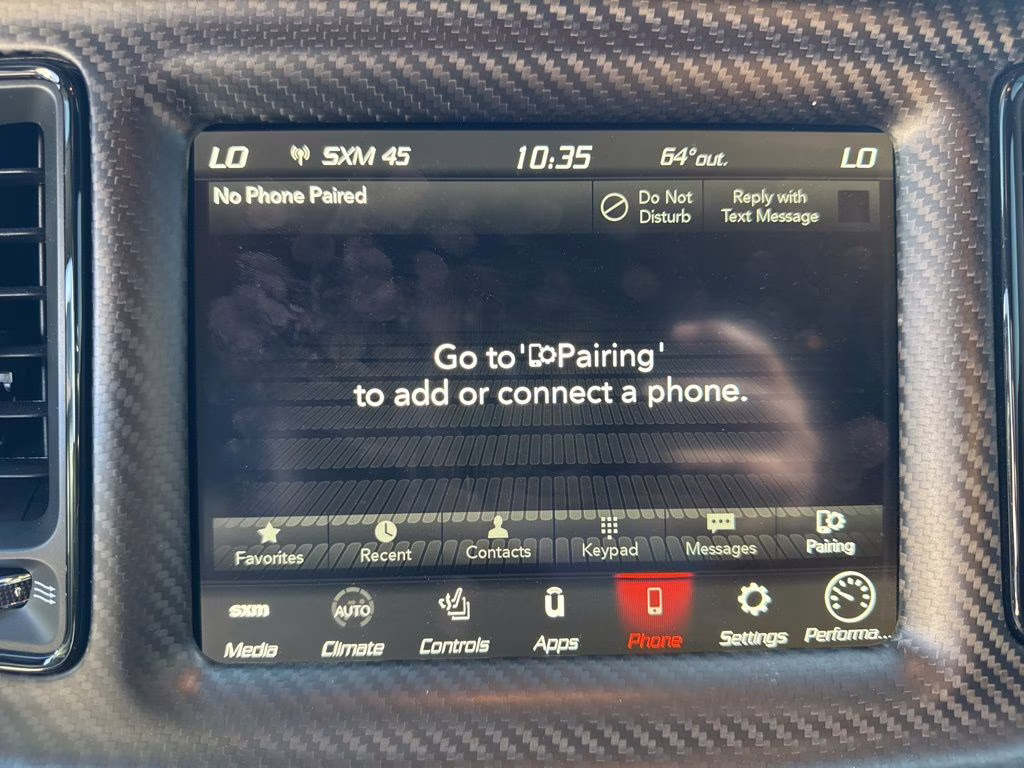 LO SXM 45 10:35 64° out. LO
No Phone Paired Do Not Disturb Reply with Text Message
Go to 'Pairing'
to add or connect a phone.
Favorites Recent Contacts Keypad Messages Pairing
sxm AUTO û
Media Climate Controls Apps Phone Settings Performa...